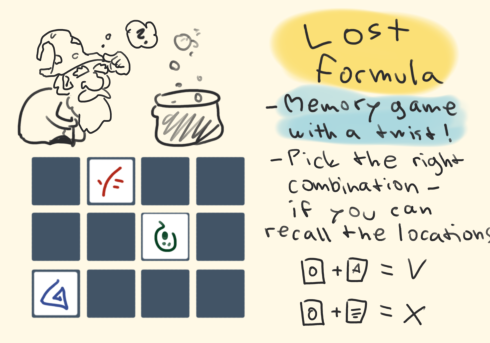 ?
Lost
Formula
- Memory game
with a twist!
- Pick the right
combination -
if you can
recall the locations
O + A = V
O + = X